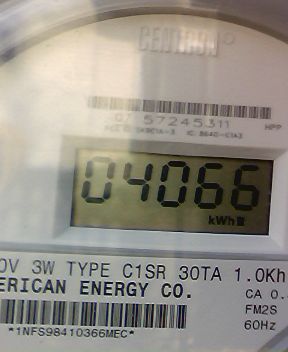 CENTRON
07 57245311
HPP
04066
kWh
0V 3W TYPE C1SR 30TA 1.0Kh
ERICAN ENERGY CO.
CA 0.
FM2S
*1NFS98410366MEC*
60Hz